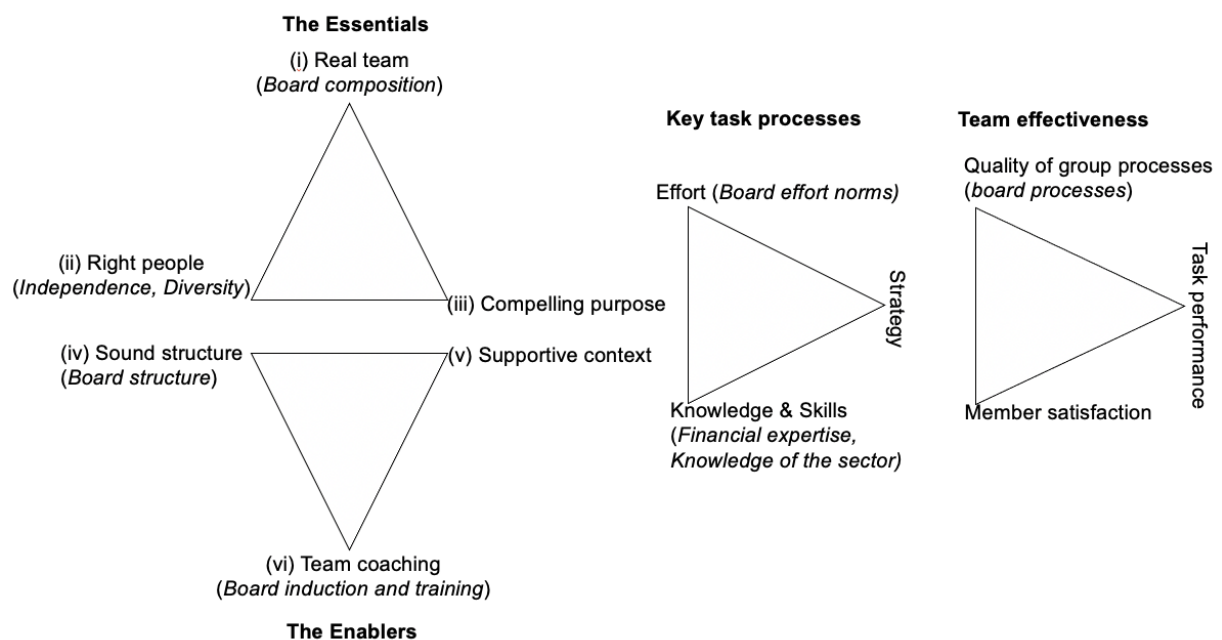 The Essentials
(i) Real team
(Board composition)
(ii) Right people
(Independence, Diversity)
(iii) Compelling purpose
(iv) Sound structure
(Board structure)
(v) Supportive context
(vi) Team coaching
(Board induction and training)
The Enablers
Key task processes
Effort (Board effort norms)
Strategy
Knowledge & Skills
(Financial expertise,
Knowledge of the sector)
Team effectiveness
Quality of group processes
(board processes)
Task performance
Member satisfaction